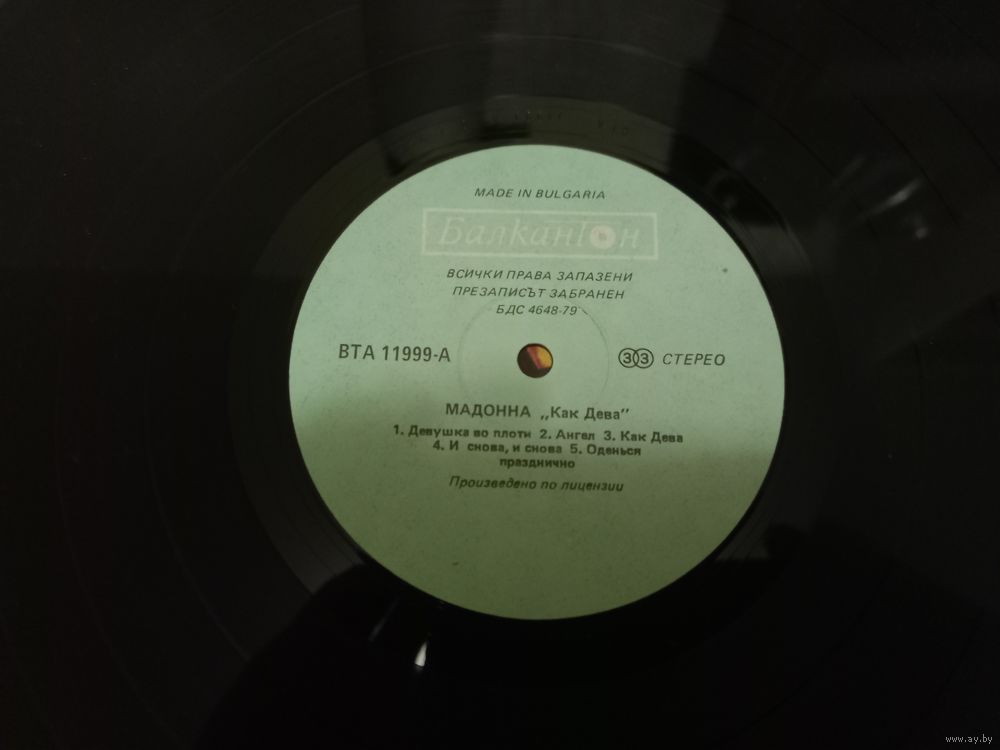 MADE IN BULGARIA
Балкантон
ВСИЧКИ ПРАВА ЗАПАЗЕНИ
ПРЕЗАПИСЪТ ЗАБРАНЕН
БДС 4648-79
ВТА 11999-А
33 СТЕРЕО
МАДОННА „Как Дева”
1. Девушка во плоти 2. Ангел 3. Как Дева
4. И снова, и снова 5. Оденься
празднично
Произведено по лицензии
www.ay.by